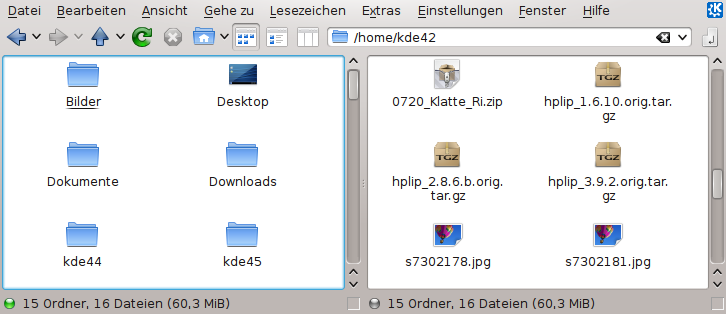 Datei Bearbeiten Ansicht Gehe zu Lesezeichen Extras Einstellungen Fenster Hilfe
/home/kde42
Bilder
Desktop
Dokumente
Downloads
kde44
kde45
0720_Klatte_Ri.zip
TGZ
hplip_1.6.10.orig.tar.
gz
TGZ
hplip_2.8.6.b.orig.
tar.gz
TGZ
hplip_3.9.2.orig.tar.
gz
s7302178.jpg
s7302181.jpg
15 Ordner, 16 Dateien (60,3 MiB)
15 Ordner, 16 Dateien (60,3 MiB)